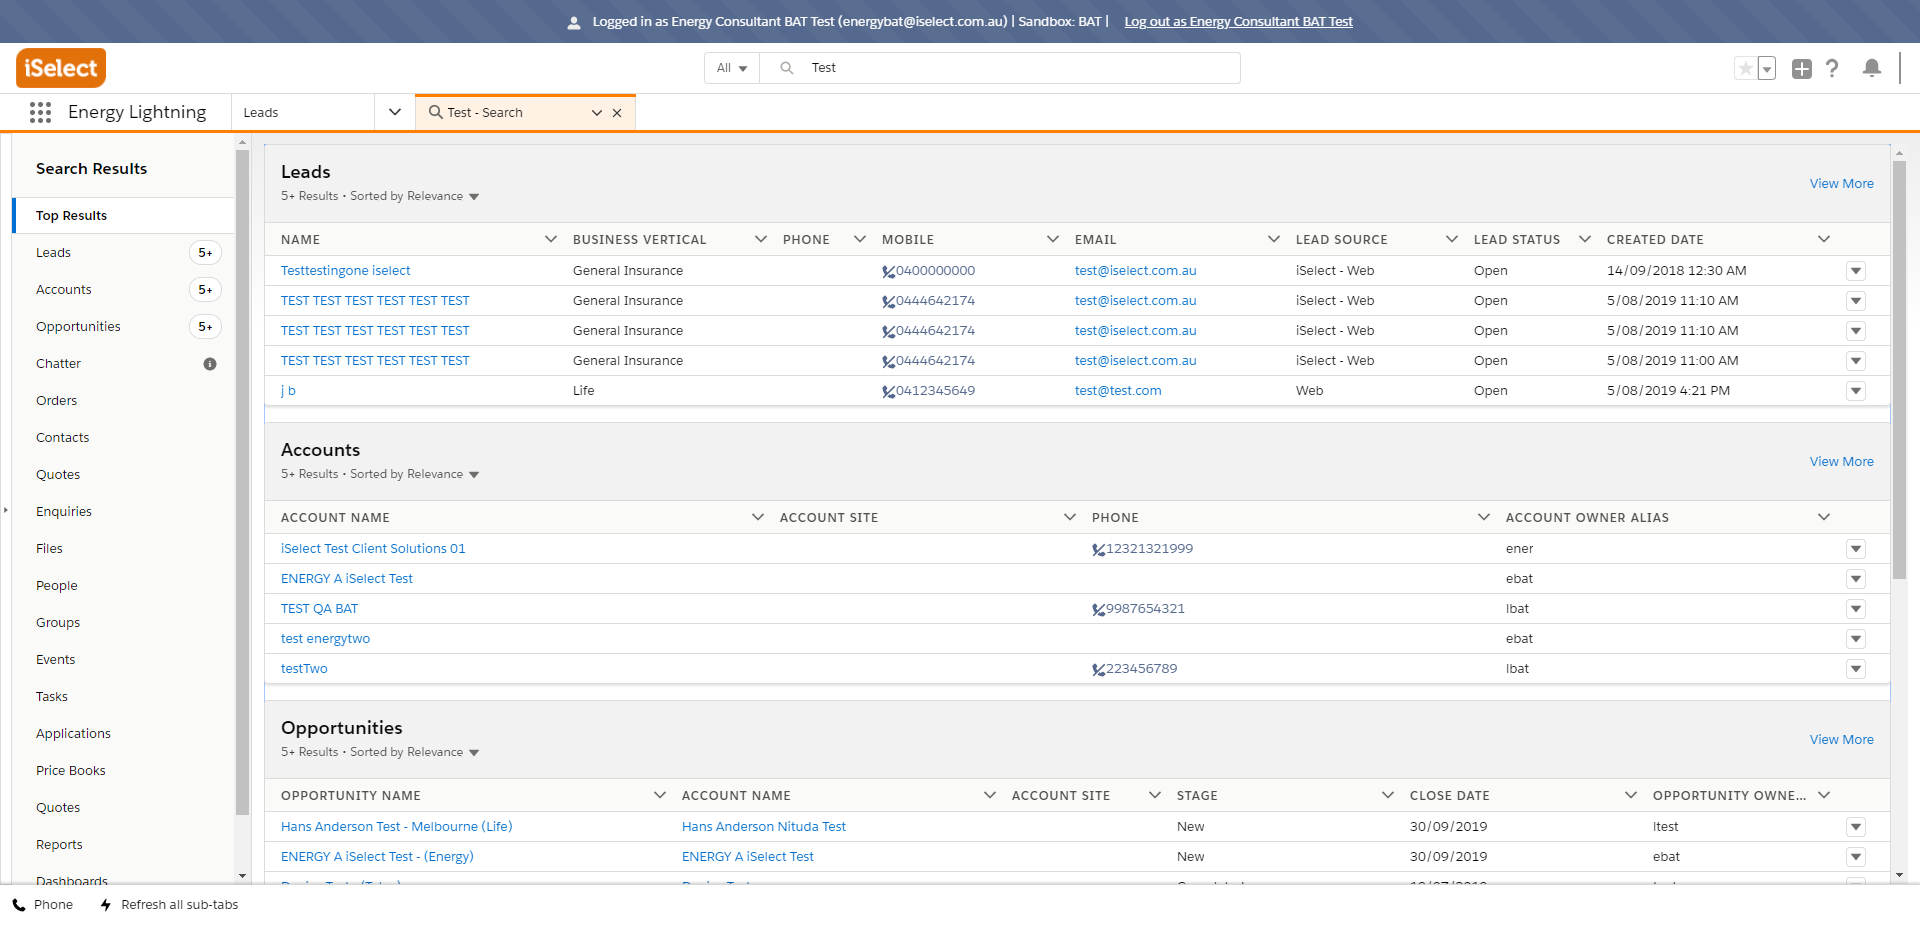 Logged in as Energy Consultant BAT Test (energybat@iselect.com.au) | Sandbox: BAT | Log out as Energy Consultant BAT Test
iSelect
All Test
Energy Lightning Leads Test - Search
Search Results
Top Results
Leads 5+
Accounts 5+
Opportunities 5+
Chatter
Orders
Contacts
Quotes
Enquiries
Files
People
Groups
Events
Tasks
Applications
Price Books
Quotes
Reports
Dashboards
Leads
5+ Results • Sorted by Relevance
View More
NAME BUSINESS VERTICAL PHONE MOBILE EMAIL LEAD SOURCE LEAD STATUS CREATED DATE
Testtestingone iselect General Insurance 0400000000 test@iselect.com.au iSelect - Web Open 14/09/2018 12:30 AM
TEST TEST TEST TEST TEST TEST General Insurance 0444642174 test@iselect.com.au iSelect - Web Open 5/08/2019 11:10 AM
TEST TEST TEST TEST TEST TEST General Insurance 0444642174 test@iselect.com.au iSelect - Web Open 5/08/2019 11:10 AM
TEST TEST TEST TEST TEST TEST General Insurance 0444642174 test@iselect.com.au iSelect - Web Open 5/08/2019 11:00 AM
j b Life 0412345649 test@test.com Web Open 5/08/2019 4:21 PM
Accounts
5+ Results • Sorted by Relevance
View More
ACCOUNT NAME ACCOUNT SITE PHONE ACCOUNT OWNER ALIAS
iSelect Test Client Solutions 01 12321321999 ener
ENERGY A iSelect Test ebat
TEST QA BAT 9987654321 lbat
test energytwo ebat
testTwo 223456789 lbat
Opportunities
5+ Results • Sorted by Relevance
View More
OPPORTUNITY NAME ACCOUNT NAME ACCOUNT SITE STAGE CLOSE DATE OPPORTUNITY OWNE...
Hans Anderson Test - Melbourne (Life) Hans Anderson Nituda Test New 30/09/2019 ltest
ENERGY A iSelect Test - (Energy) ENERGY A iSelect Test New 30/09/2019 ebat
Phone Refresh all sub-tabs